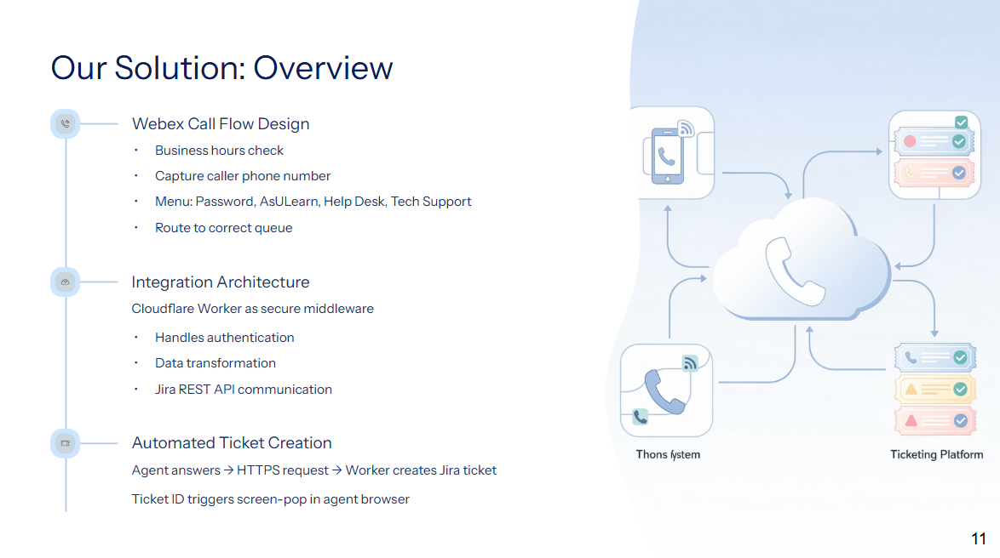 Our Solution: Overview
Webex Call Flow Design
· Business hours check
· Capture caller phone number
· Menu: Password, AsULearn, Help Desk, Tech Support
· Route to correct queue
Integration Architecture
Cloudflare Worker as secure middleware
· Handles authentication
· Data transformation
· Jira REST API communication
Automated Ticket Creation
Agent answers → HTTPS request → Worker creates Jira ticket
Ticket ID triggers screen-pop in agent browser
Thons
Ticketing Platform
11